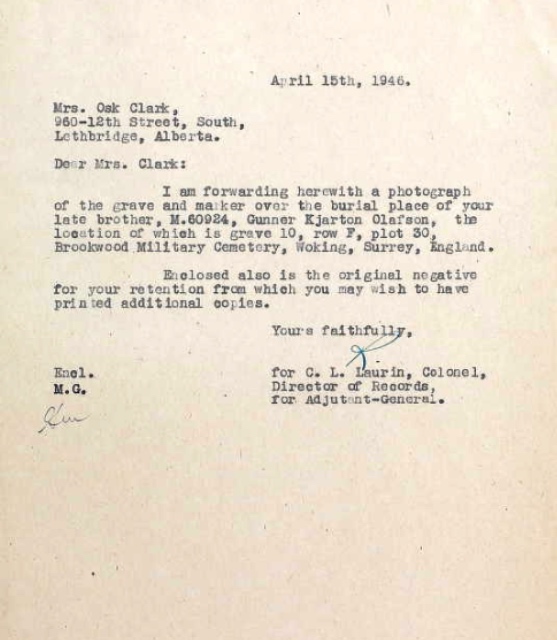 April 15th, 1946.
Mrs. Osk Clark,
960-12th Street, South,
Lethbridge, Alberta.
Dear Mrs. Clark:
I am forwarding herewith a photograph
of the grave and marker over the burial place of your
late brother, M.60924, Gunner Kjarton Olafson, the
location of which is grave 10, row F, plot 30,
Brookwood Military Cemetery, Woking, Surrey, England.
Enclosed also is the original negative
for your retention from which you may wish to have
printed additional copies.
Yours faithfully,
Encl.
M.G.
for C. L. Laurin, Colonel,
Director of Records,
for Adjutant-General.